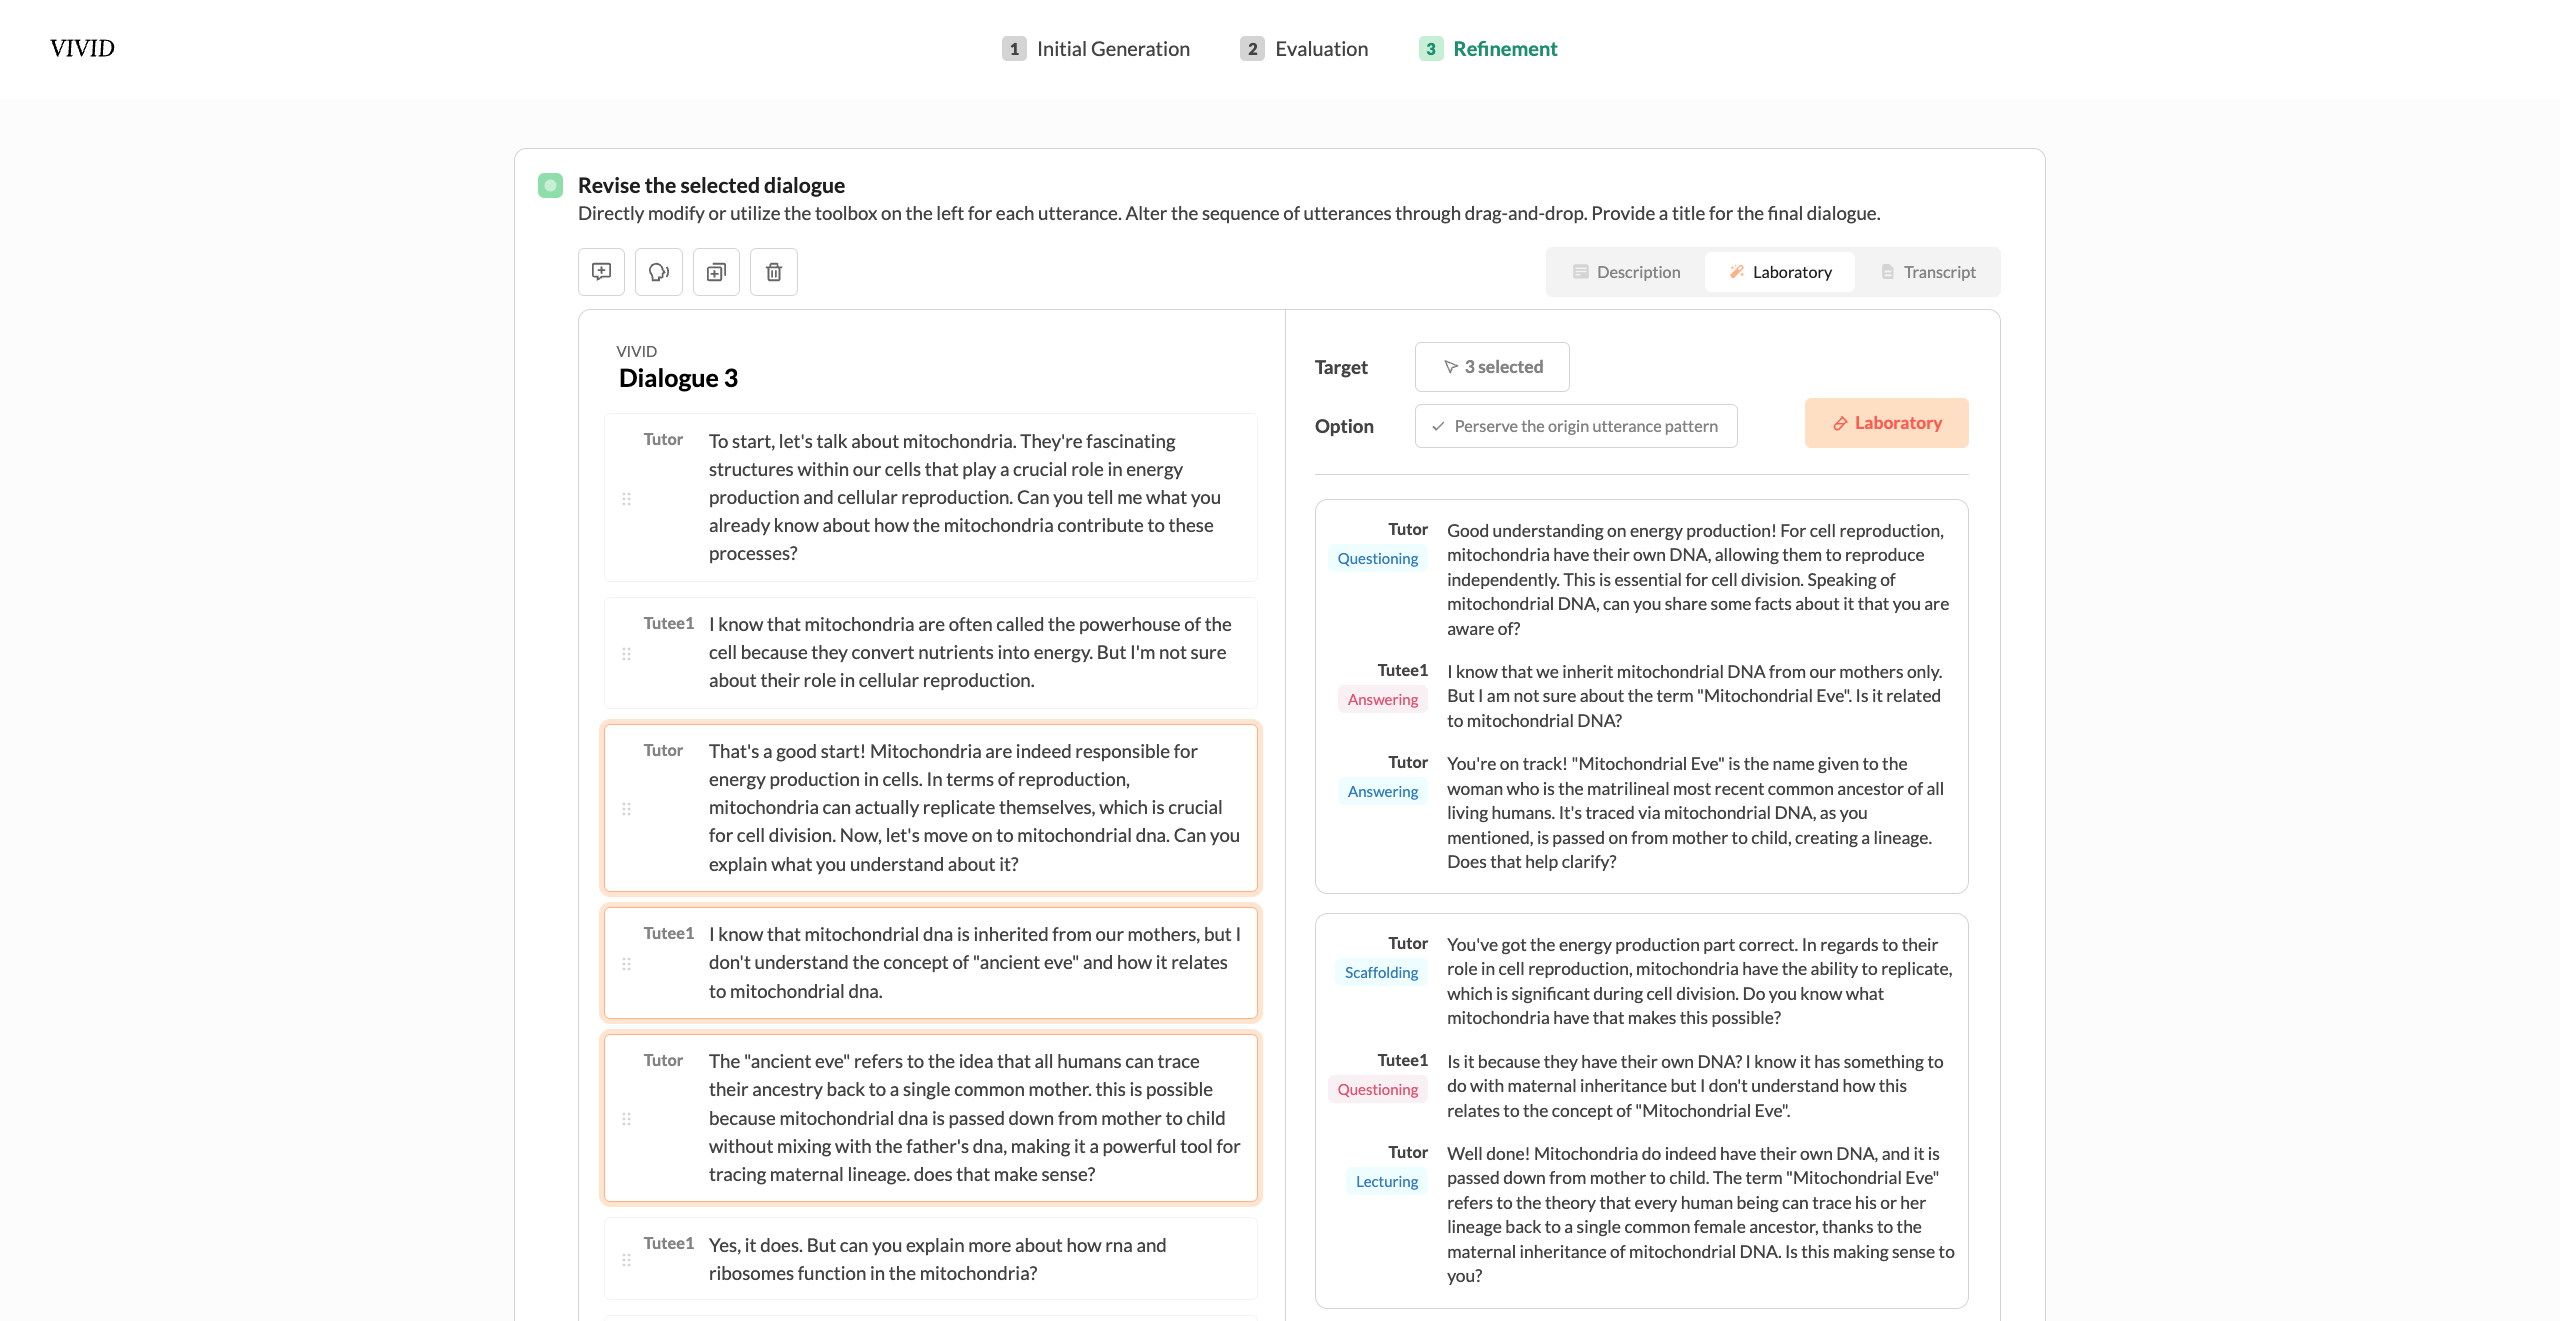 VIVID
1 Initial Generation
2 Evaluation
3 Refinement
Revise the selected dialogue
Directly modify or utilize the toolbox on the left for each utterance. Alter the sequence of utterances through drag-and-drop. Provide a title for the final dialogue.
Description
Laboratory
Transcript
VIVID
Dialogue 3
Tutor
To start, let's talk about mitochondria. They're fascinating
structures within our cells that play a crucial role in energy
production and cellular reproduction. Can you tell me what you
already know about how the mitochondria contribute to these
processes?
Tutee1
I know that mitochondria are often called the powerhouse of the
cell because they convert nutrients into energy. But I'm not sure
about their role in cellular reproduction.
Tutor
That's a good start! Mitochondria are indeed responsible for
energy production in cells. In terms of reproduction,
mitochondria can actually replicate themselves, which is crucial
for cell division. Now, let's move on to mitochondrial dna. Can you
explain what you understand about it?
Tutee1
I know that mitochondrial dna is inherited from our mothers, but I
don't understand the concept of "ancient eve" and how it relates
to mitochondrial dna.
Tutor
The "ancient eve" refers to the idea that all humans can trace
their ancestry back to a single common mother. this is possible
because mitochondrial dna is passed down from mother to child
without mixing with the father's dna, making it a powerful tool for
tracing maternal lineage. does that make sense?
Tutee1
Yes, it does. But can you explain more about how rna and
ribosomes function in the mitochondria?
Target
3 selected
Option
Perserve the origin utterance pattern
Laboratory
Tutor
Questioning
Good understanding on energy production! For cell reproduction,
mitochondria have their own DNA, allowing them to reproduce
independently. This is essential for cell division. Speaking of
mitochondrial DNA, can you share some facts about it that you are
aware of?
Tutee1
Answering
I know that we inherit mitochondrial DNA from our mothers only.
But I am not sure about the term "Mitochondrial Eve". Is it related
to mitochondrial DNA?
Tutor
Answering
You're on track! "Mitochondrial Eve" is the name given to the
woman who is the matrilineal most recent common ancestor of all
living humans. It's traced via mitochondrial DNA, as you
mentioned, is passed on from mother to child, creating a lineage.
Does that help clarify?
Tutor
Scaffolding
You've got the energy production part correct. In regards to their
role in cell reproduction, mitochondria have the ability to replicate,
which is significant during cell division. Do you know what
mitochondria have that makes this possible?
Tutee1
Questioning
Is it because they have their own DNA? I know it has something to
do with maternal inheritance but I don't understand how this
relates to the concept of "Mitochondrial Eve".
Tutor
Lecturing
Well done! Mitochondria do indeed have their own DNA, and it is
passed down from mother to child. The term "Mitochondrial Eve"
refers to the theory that every human being can trace his or her
lineage back to a single common female ancestor, thanks to the
maternal inheritance of mitochondrial DNA. Is this making sense to
you?